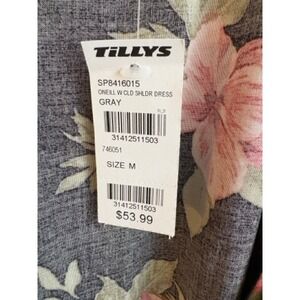 TiLLYS
SP8416015
ONEILL W CLD SHLDR DRESS
GRAY
31412511503
746051
SIZE M
31412511503
$53.99